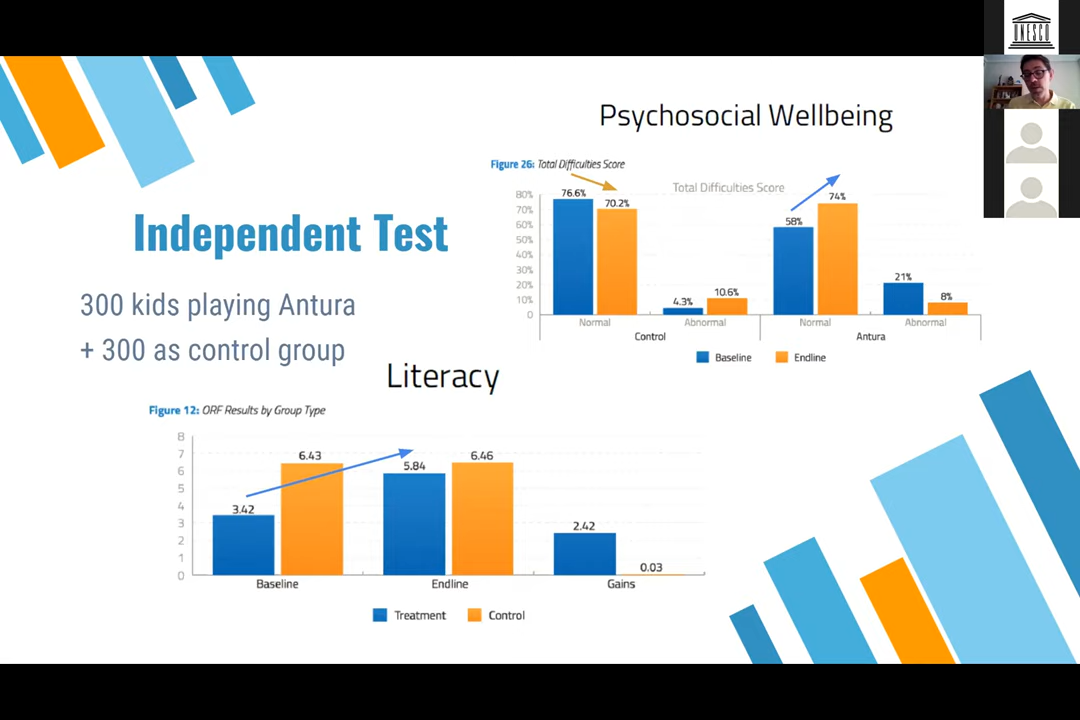 UNESCO
Psychosocial Wellbeing
Figure 26: Total Difficulties Score
Total Difficulties Score
80%
70%
60%
50%
40%
30%
20%
10%
0
76.6%
70.2%
4.3%
10.6%
58%
74%
21%
8%
Normal Abnormal Normal Abnormal
Control Antura
Baseline Endline
Independent Test
300 kids playing Antura
+ 300 as control group
Literacy
Figure 12: ORF Results by Group Type
8
7
6
5
4
3
2
1
0
3.42
6.43
5.84
6.46
2.42
0.03
Baseline Endline Gains
Treatment Control